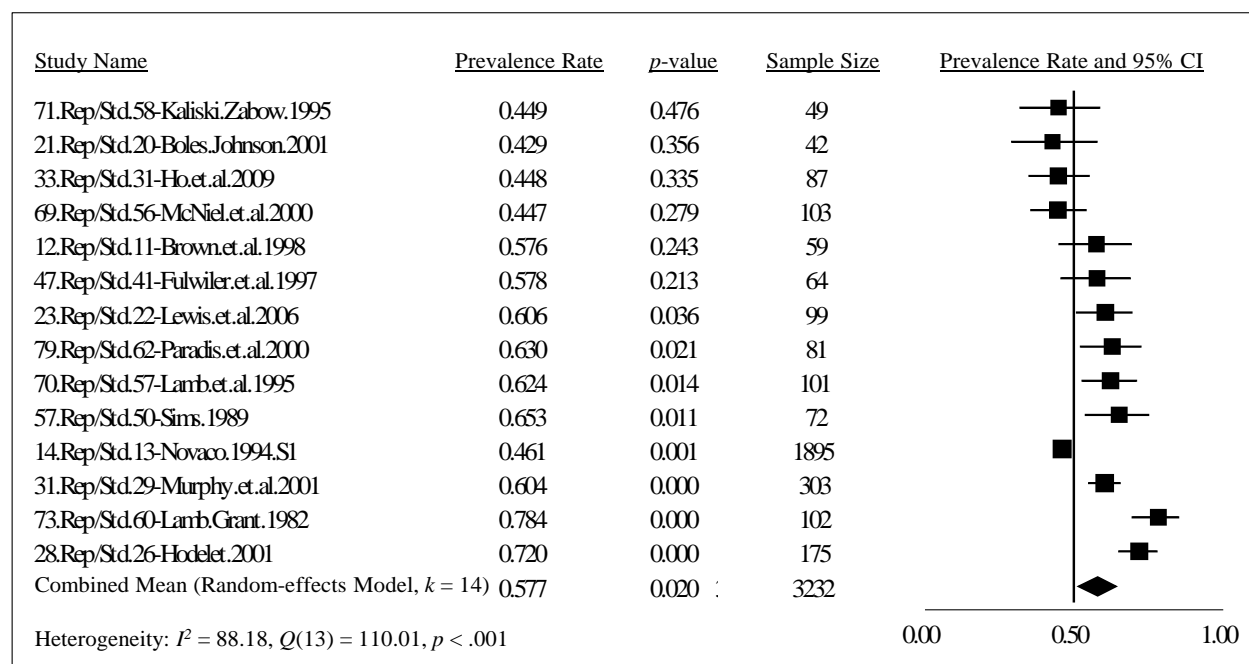 Study Name Prevalence Rate p-value Sample Size Prevalence Rate and 95% CI
71.Rep/Std.58-Kaliski.Zabow.1995 0.449 0.476 49
21.Rep/Std.20-Boles.Johnson.2001 0.429 0.356 42
33.Rep/Std.31-Ho.et.al.2009 0.448 0.335 87
69.Rep/Std.56-McNiel.et.al.2000 0.447 0.279 103
12.Rep/Std.11-Brown.et.al.1998 0.576 0.243 59
47.Rep/Std.41-Fulwiler.et.al.1997 0.578 0.213 64
23.Rep/Std.22-Lewis.et.al.2006 0.606 0.036 99
79.Rep/Std.62-Paradis.et.al.2000 0.630 0.021 81
70.Rep/Std.57-Lamb.et.al.1995 0.624 0.014 101
57.Rep/Std.50-Sims.1989 0.653 0.011 72
14.Rep/Std.13-Novaco.1994.S1 0.461 0.001 1895
31.Rep/Std.29-Murphy.et.al.2001 0.604 0.000 303
73.Rep/Std.60-Lamb.Grant.1982 0.784 0.000 102
28.Rep/Std.26-Hodelet.2001 0.720 0.000 175
Combined Mean (Random-effects Model, k = 14) 0.577 0.020 3232
0.00 0.50 1.00
Heterogeneity: I² = 88.18, Q(13) = 110.01, p < .001